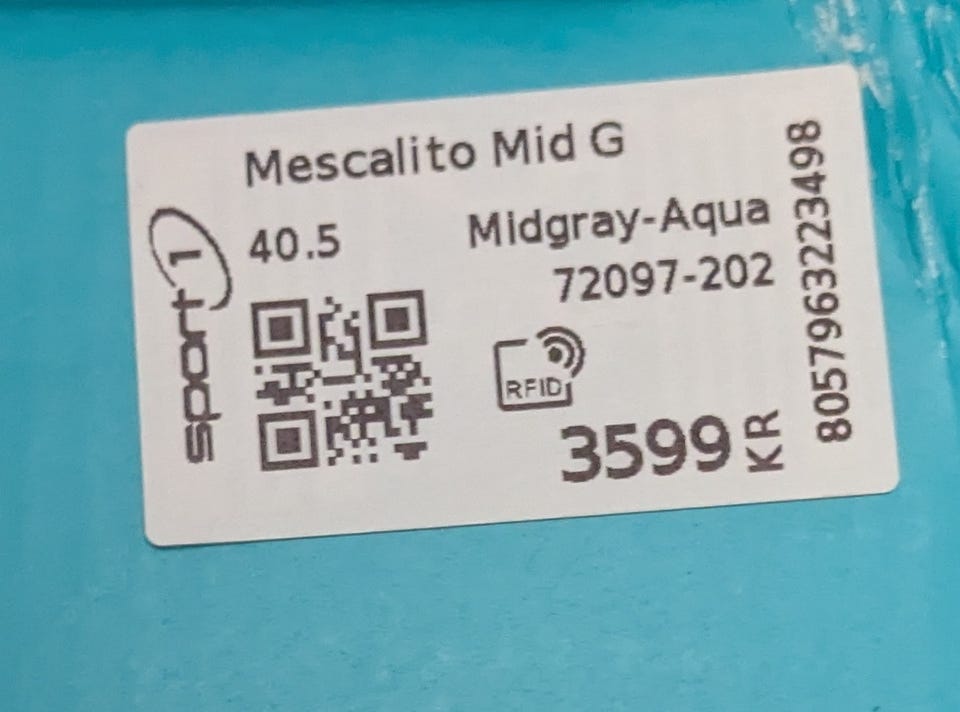 Mescalito Mid G
40.5
Midgray-Aqua
72097-202
sport1
RFID
3599 KR
8057963223498